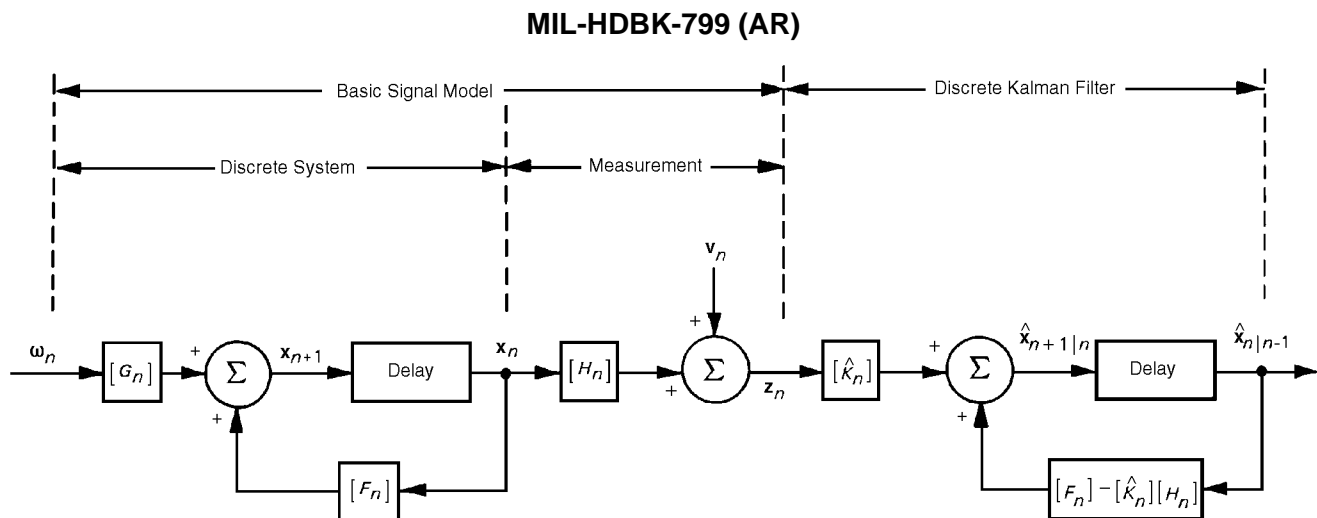 MIL-HDBK-799 (AR)
Basic Signal Model
Discrete Kalman Filter
Discrete System
Measurement
v_n
+
ω_n
[G_n]
+
Σ
+
x_{n+1}
Delay
x_n
[H_n]
+
Σ
z_n
[K̂_n]
+
Σ
+
x̂_{n+1|n}
Delay
x̂_{n|n-1}
[F_n]
[F_n]-[K̂_n][H_n]